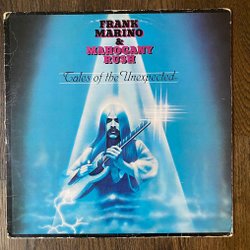 FRANK
MARINO
&
MAHOGANY
RUSH
"Tales of the Unexpected"